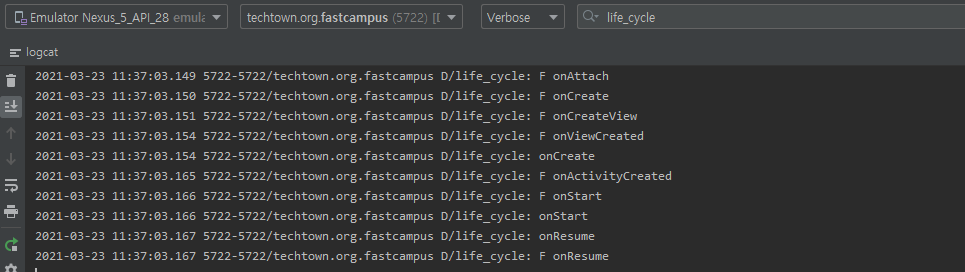 Emulator Nexus_5_API_28 emula
techtown.org.fastcampus (5722) [D
Verbose
life_cycle
logcat
2021-03-23 11:37:03.149 5722-5722/techtown.org.fastcampus D/life_cycle: F onAttach
2021-03-23 11:37:03.150 5722-5722/techtown.org.fastcampus D/life_cycle: F onCreate
2021-03-23 11:37:03.151 5722-5722/techtown.org.fastcampus D/life_cycle: F onCreateView
2021-03-23 11:37:03.154 5722-5722/techtown.org.fastcampus D/life_cycle: F onViewCreated
2021-03-23 11:37:03.154 5722-5722/techtown.org.fastcampus D/life_cycle: onCreate
2021-03-23 11:37:03.165 5722-5722/techtown.org.fastcampus D/life_cycle: F onActivityCreated
2021-03-23 11:37:03.166 5722-5722/techtown.org.fastcampus D/life_cycle: F onStart
2021-03-23 11:37:03.166 5722-5722/techtown.org.fastcampus D/life_cycle: onStart
2021-03-23 11:37:03.167 5722-5722/techtown.org.fastcampus D/life_cycle: onResume
2021-03-23 11:37:03.167 5722-5722/techtown.org.fastcampus D/life_cycle: F onResume